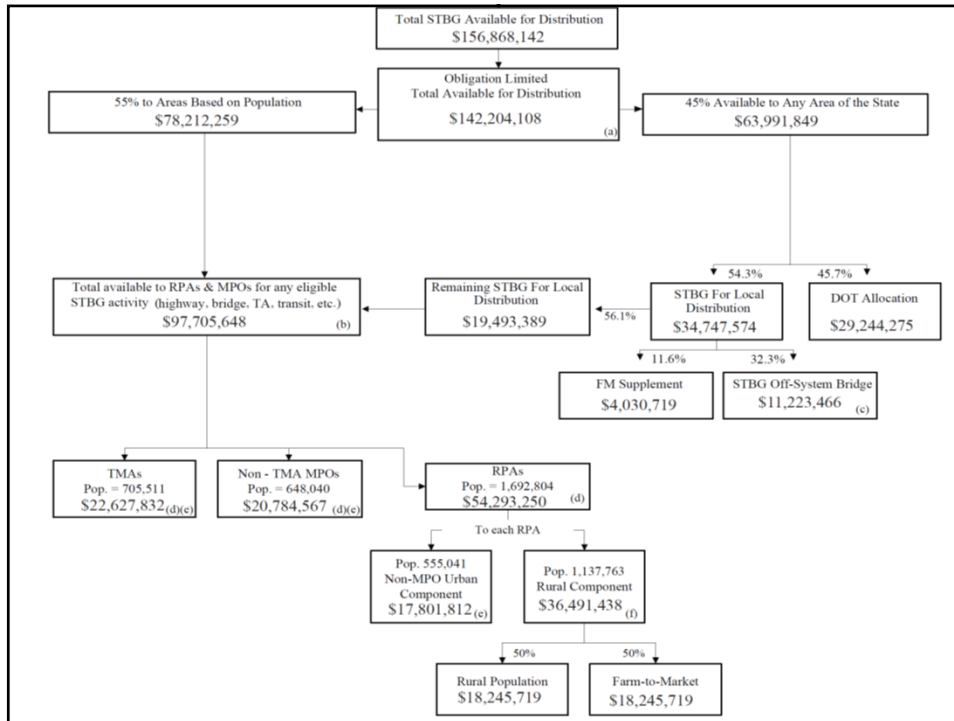 Total STBG Available for Distribution
$156,868,142
Obligation Limited
Total Available for Distribution
$142,204,108
(a)
55% to Areas Based on Population
$78,212,259
45% Available to Any Area of the State
$63,991,849
54.3%
45.7%
Total available to RPAs & MPOs for any eligible
STBG activity (highway, bridge, TA, transit, etc.)
$97,705,648
(b)
Remaining STBG For Local
Distribution
$19,493,389
56.1%
STBG For Local
Distribution
$34,747,574
DOT Allocation
$29,244,275
11.6%
32.3%
FM Supplement
$4,030,719
STBG Off-System Bridge
$11,223,466 (c)
TMAs
Pop. = 705,511
$22,627,832 (d)(e)
Non - TMA MPOs
Pop. = 648,040
$20,784,567 (d)(e)
RPAs
Pop. = 1,692,804
$54,293,250
(d)
To each RPA
Pop. 555,041
Non-MPO Urban
Component
$17,801,812 (e)
Pop. 1,137,763
Rural Component
$36,491,438
(f)
50%
50%
Rural Population
$18,245,719
Farm-to-Market
$18,245,719